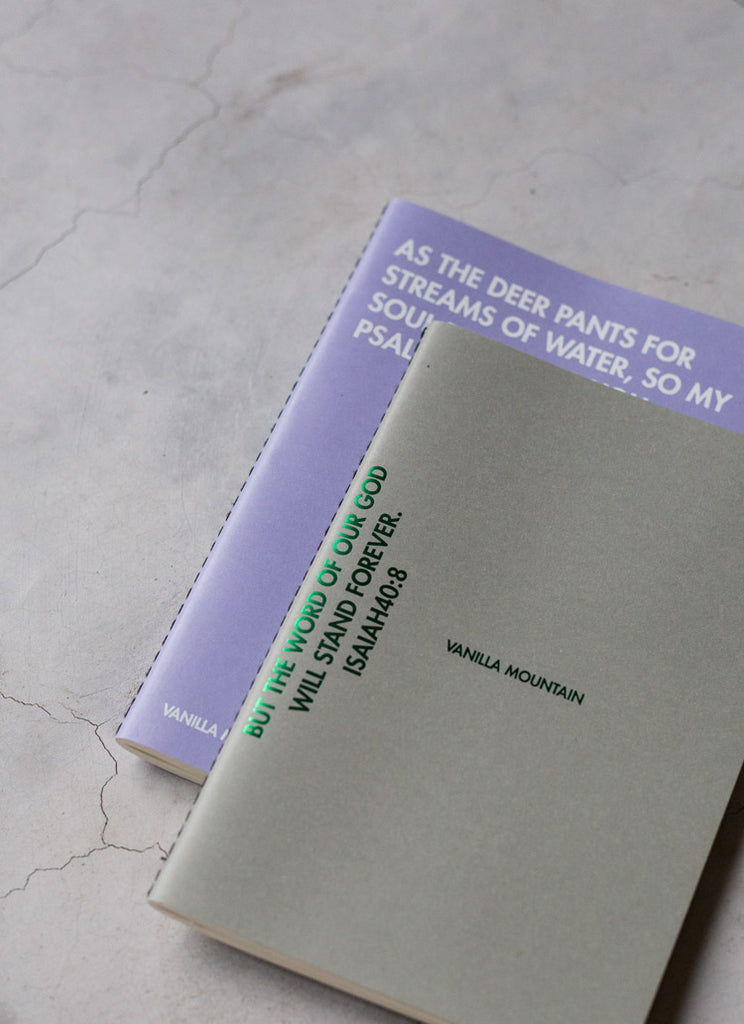 AS THE DEER PANTS FOR
STREAMS OF WATER, SO MY
VANILLA
BUT THE WORD OF OUR GOD
WILL STAND FOREVER.
ISAIAH40:8
VANILLA MOUNTAIN